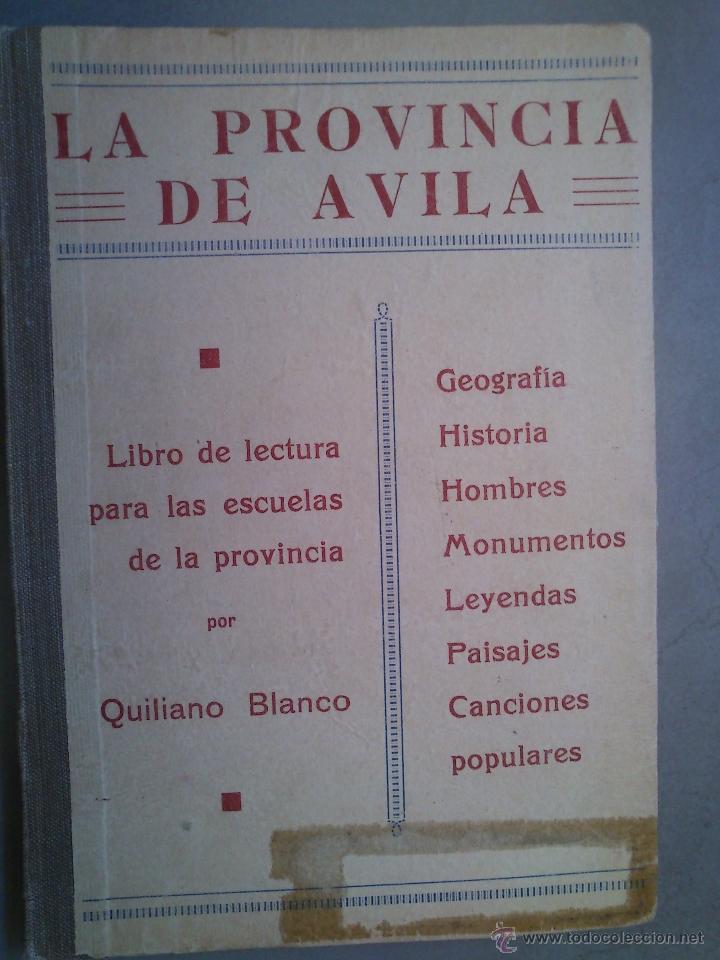 LA PROVINCIA
DE AVILA
Libro de lectura
para las escuelas
de la provincia
por
Quiliano Blanco
Geografía
Historia
Hombres
Monumentos
Leyendas
Paisajes
Canciones
populares
© www.todocoleccion.net